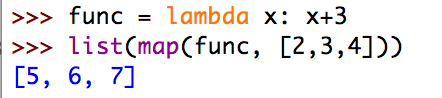 >>> func = lambda x: x+3
>>> list(map(func, [2,3,4]))
[5, 6, 7]